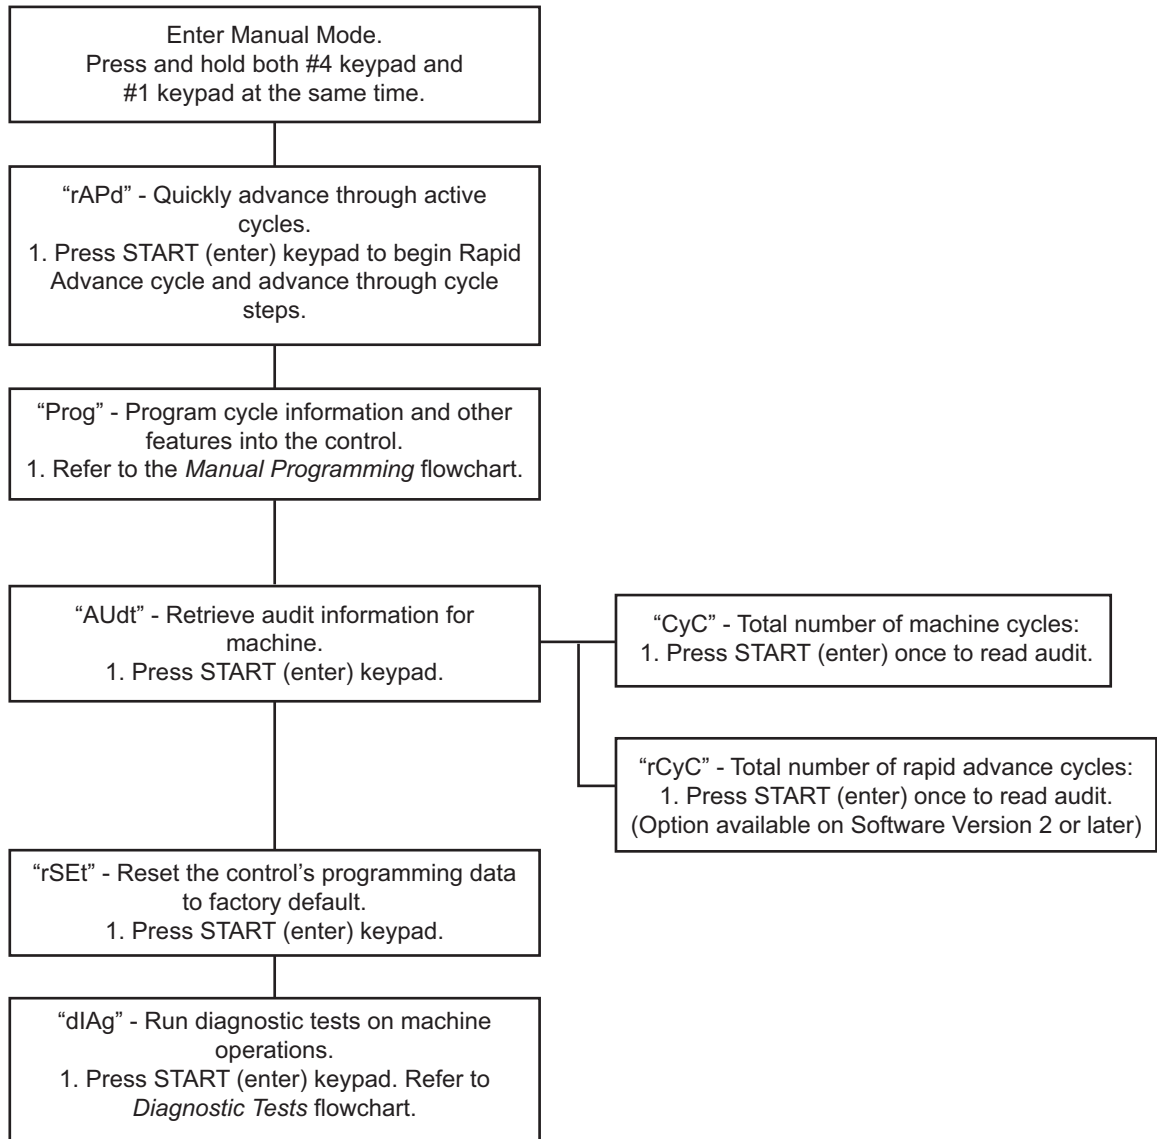 Enter Manual Mode.
Press and hold both #4 keypad and
#1 keypad at the same time.
“rAPd” - Quickly advance through active
cycles.
1. Press START (enter) keypad to begin Rapid
Advance cycle and advance through cycle
steps.
“Prog” - Program cycle information and other
features into the control.
1. Refer to the Manual Programming flowchart.
“AUdt” - Retrieve audit information for
machine.
1. Press START (enter) keypad.
“CyC” - Total number of machine cycles:
1. Press START (enter) once to read audit.
“rCyC” - Total number of rapid advance cycles:
1. Press START (enter) once to read audit.
(Option available on Software Version 2 or later)
“rSEt” - Reset the control’s programming data
to factory default.
1. Press START (enter) keypad.
“dIAg” - Run diagnostic tests on machine
operations.
1. Press START (enter) keypad. Refer to
Diagnostic Tests flowchart.